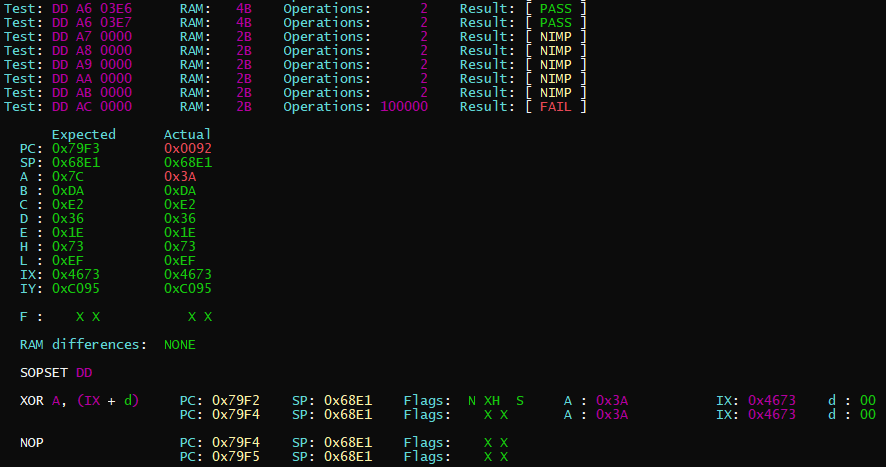 Test: DD A6 03E6 RAM: 4B Operations: 2 Result: [ PASS ]
Test: DD A6 03E7 RAM: 4B Operations: 2 Result: [ PASS ]
Test: DD A7 0000 RAM: 2B Operations: 2 Result: [ NIMP ]
Test: DD A8 0000 RAM: 2B Operations: 2 Result: [ NIMP ]
Test: DD A9 0000 RAM: 2B Operations: 2 Result: [ NIMP ]
Test: DD AA 0000 RAM: 2B Operations: 2 Result: [ NIMP ]
Test: DD AB 0000 RAM: 2B Operations: 2 Result: [ NIMP ]
Test: DD AC 0000 RAM: 2B Operations: 100000 Result: [ FAIL ]
Expected Actual
PC: 0x79F3 0x0092
SP: 0x68E1 0x68E1
A : 0x7C 0x3A
B : 0xDA 0xDA
C : 0xE2 0xE2
D : 0x36 0x36
E : 0x1E 0x1E
H : 0x73 0x73
L : 0xEF 0xEF
IX: 0x4673 0x4673
IY: 0xC095 0xC095
F : X X X X
RAM differences: NONE
SOPSET DD
XOR A, (IX + d) PC: 0x79F2 SP: 0x68E1 Flags: N XH S A : 0x3A IX: 0x4673 d : 00
PC: 0x79F4 SP: 0x68E1 Flags: X X A : 0x3A IX: 0x4673 d : 00
NOP PC: 0x79F4 SP: 0x68E1 Flags: X X
PC: 0x79F5 SP: 0x68E1 Flags: X X